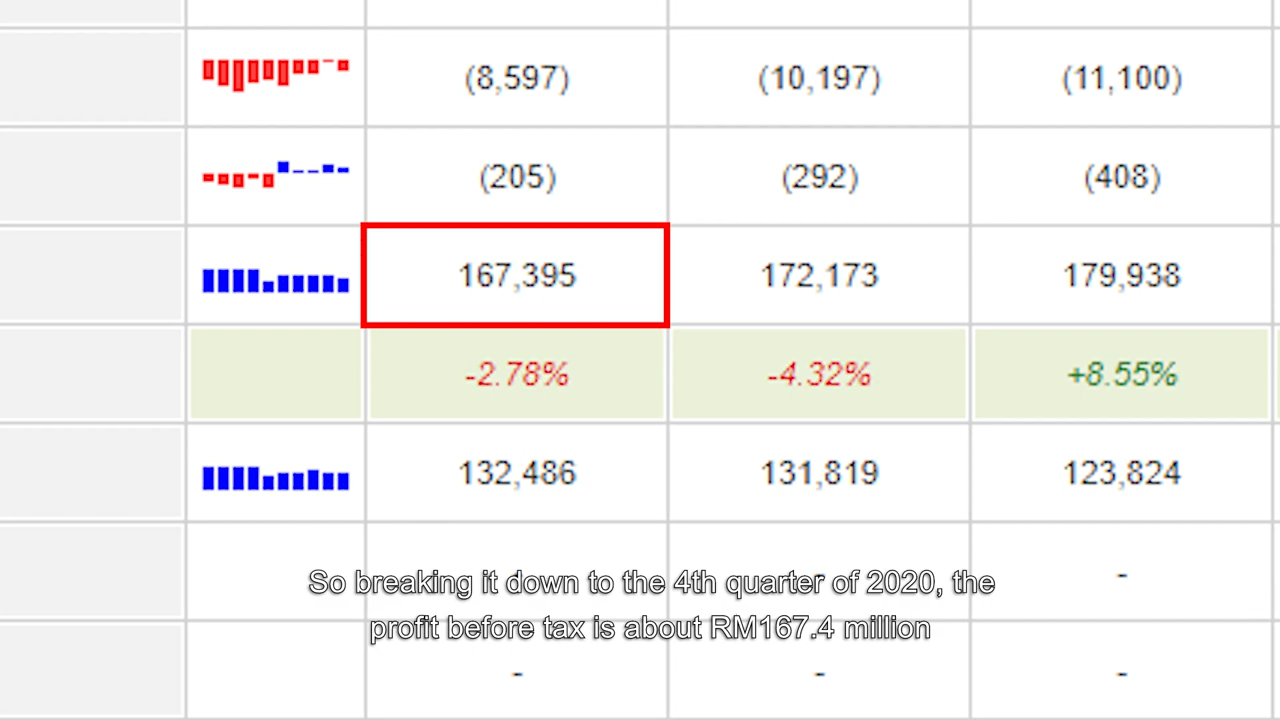 (8,597) (10,197) (11,100)
(205) (292) (408)
167,395 172,173 179,938
-2.78% -4.32% +8.55%
132,486 131,819 123,824
-
So breaking it down to the 4th quarter of 2020, the
profit before tax is about RM167.4 million
- - -